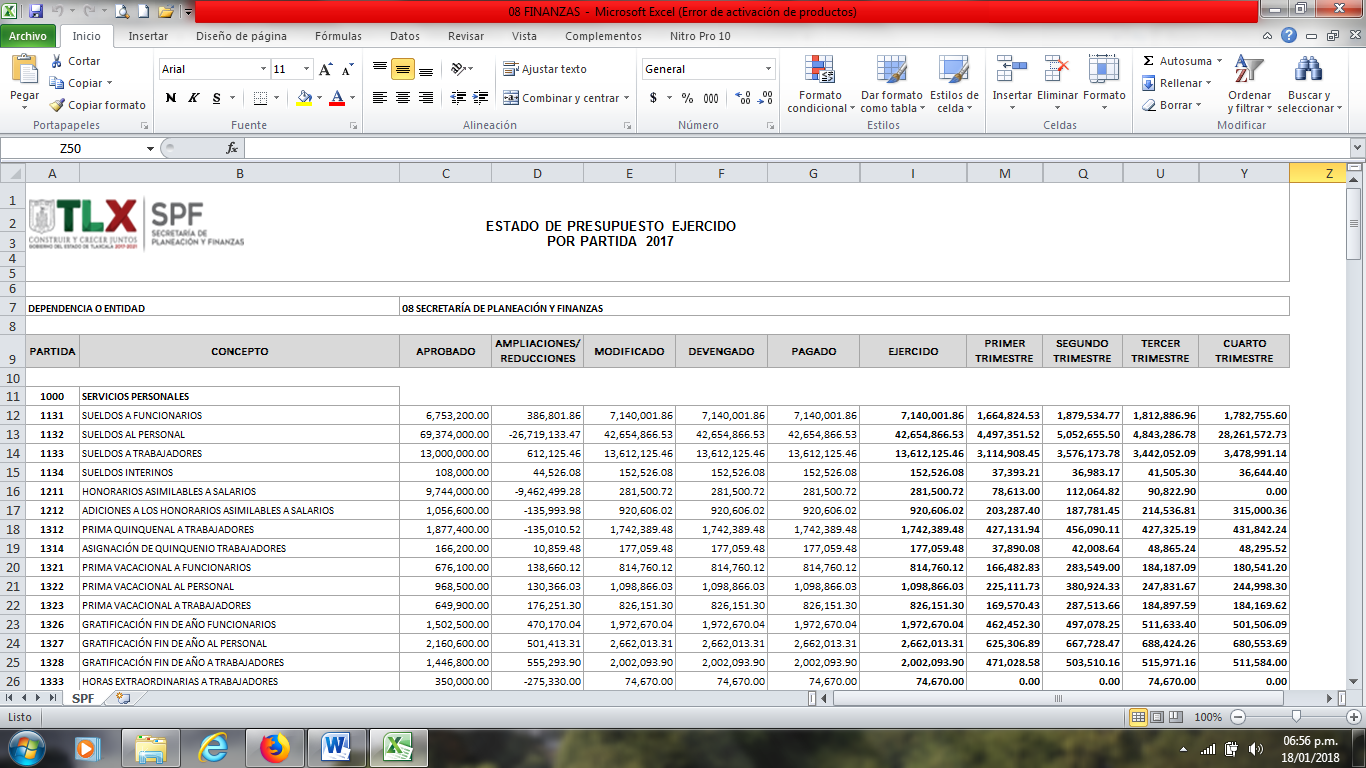 08 FINANZAS - Microsoft Excel (Error de activación de productos)
Archivo Inicio Insertar Diseño de página Fórmulas Datos Revisar Vista Complementos Nitro Pro 10
Pegar Cortar Copiar Copiar formato
Arial 11 Ajustar texto General Autosuma
N K S Combinar y centrar $ % 000 Rellenar Borrar
Formato condicional Dar formato como tabla Estilos de celda Insertar Eliminar Formato Ordenar y filtrar Buscar y seleccionar
Portapapeles Fuente Alineación Número Estilos Celdas Modificar
Z50 fx
A B C D E F G I M Q U Y Z
1
2
3
4
5
6
TLX SPF
SECRETARÍA DE
PLANEACIÓN Y FINANZAS
CONSTRUIR Y CRECER JUNTOS
GOBIERNO DEL ESTADO DE TLAXCALA 2017-2021
ESTADO DE PRESUPUESTO EJERCIDO
POR PARTIDA 2017
7 DEPENDENCIA O ENTIDAD 08 SECRETARÍA DE PLANEACIÓN Y FINANZAS
8
9 PARTIDA CONCEPTO APROBADO AMPLIACIONES/ REDUCCIONES MODIFICADO DEVENGADO PAGADO EJERCIDO PRIMER TRIMESTRE SEGUNDO TRIMESTRE TERCER TRIMESTRE CUARTO TRIMESTRE
10
11 1000 SERVICIOS PERSONALES
12 1131 SUELDOS A FUNCIONARIOS 6,753,200.00 386,801.86 7,140,001.86 7,140,001.86 7,140,001.86 7,140,001.86 1,664,824.53 1,879,534.77 1,812,886.96 1,782,755.60
13 1132 SUELDOS AL PERSONAL 69,374,000.00 -26,719,133.47 42,654,866.53 42,654,866.53 42,654,866.53 42,654,866.53 4,497,351.52 5,052,655.50 4,843,286.78 28,261,572.73
14 1133 SUELDOS A TRABAJADORES 13,000,000.00 612,125.46 13,612,125.46 13,612,125.46 13,612,125.46 13,612,125.46 3,114,908.45 3,576,173.78 3,442,052.09 3,478,991.14
15 1134 SUELDOS INTERINOS 108,000.00 44,526.08 152,526.08 152,526.08 152,526.08 152,526.08 37,393.21 36,983.17 41,505.30 36,644.40
16 1211 HONORARIOS ASIMILABLES A SALARIOS 9,744,000.00 -9,462,499.28 281,500.72 281,500.72 281,500.72 281,500.72 78,613.00 112,064.82 90,822.90 0.00
17 1212 ADICIONES A LOS HONORARIOS ASIMILABLES A SALARIOS 1,056,600.00 -135,993.98 920,606.02 920,606.02 920,606.02 920,606.02 203,287.40 187,781.45 214,536.81 315,000.36
18 1312 PRIMA QUINQUENAL A TRABAJADORES 1,877,400.00 -135,010.52 1,742,389.48 1,742,389.48 1,742,389.48 1,742,389.48 427,131.94 456,090.11 427,325.19 431,842.24
19 1314 ASIGNACIÓN DE QUINQUENIO TRABAJADORES 166,200.00 10,859.48 177,059.48 177,059.48 177,059.48 177,059.48 37,890.08 42,008.64 48,865.24 48,295.52
20 1321 PRIMA VACACIONAL A FUNCIONARIOS 676,100.00 138,660.12 814,760.12 814,760.12 814,760.12 814,760.12 166,482.83 283,549.00 184,187.09 180,541.20
21 1322 PRIMA VACACIONAL AL PERSONAL 968,500.00 130,366.03 1,098,866.03 1,098,866.03 1,098,866.03 1,098,866.03 225,111.73 380,924.33 247,831.67 244,998.30
22 1323 PRIMA VACACIONAL A TRABAJADORES 649,900.00 176,251.30 826,151.30 826,151.30 826,151.30 826,151.30 169,570.43 287,513.66 184,897.59 184,169.62
23 1326 GRATIFICACIÓN FIN DE AÑO FUNCIONARIOS 1,502,500.00 470,170.04 1,972,670.04 1,972,670.04 1,972,670.04 1,972,670.04 462,452.30 497,078.25 511,633.40 501,506.09
24 1327 GRATIFICACIÓN FIN DE AÑO AL PERSONAL 2,160,600.00 501,413.31 2,662,013.31 2,662,013.31 2,662,013.31 2,662,013.31 625,306.89 667,728.47 688,424.26 680,553.69
25 1328 GRATIFICACIÓN FIN DE AÑO A TRABAJADORES 1,446,800.00 555,293.90 2,002,093.90 2,002,093.90 2,002,093.90 2,002,093.90 471,028.58 503,510.16 515,971.16 511,584.00
26 1333 HORAS EXTRAORDINARIAS A TRABAJADORES 350,000.00 -275,330.00 74,670.00 74,670.00 74,670.00 74,670.00 0.00 0.00 74,670.00 0.00
SPF
Listo 100%
06:56 p.m.
18/01/2018